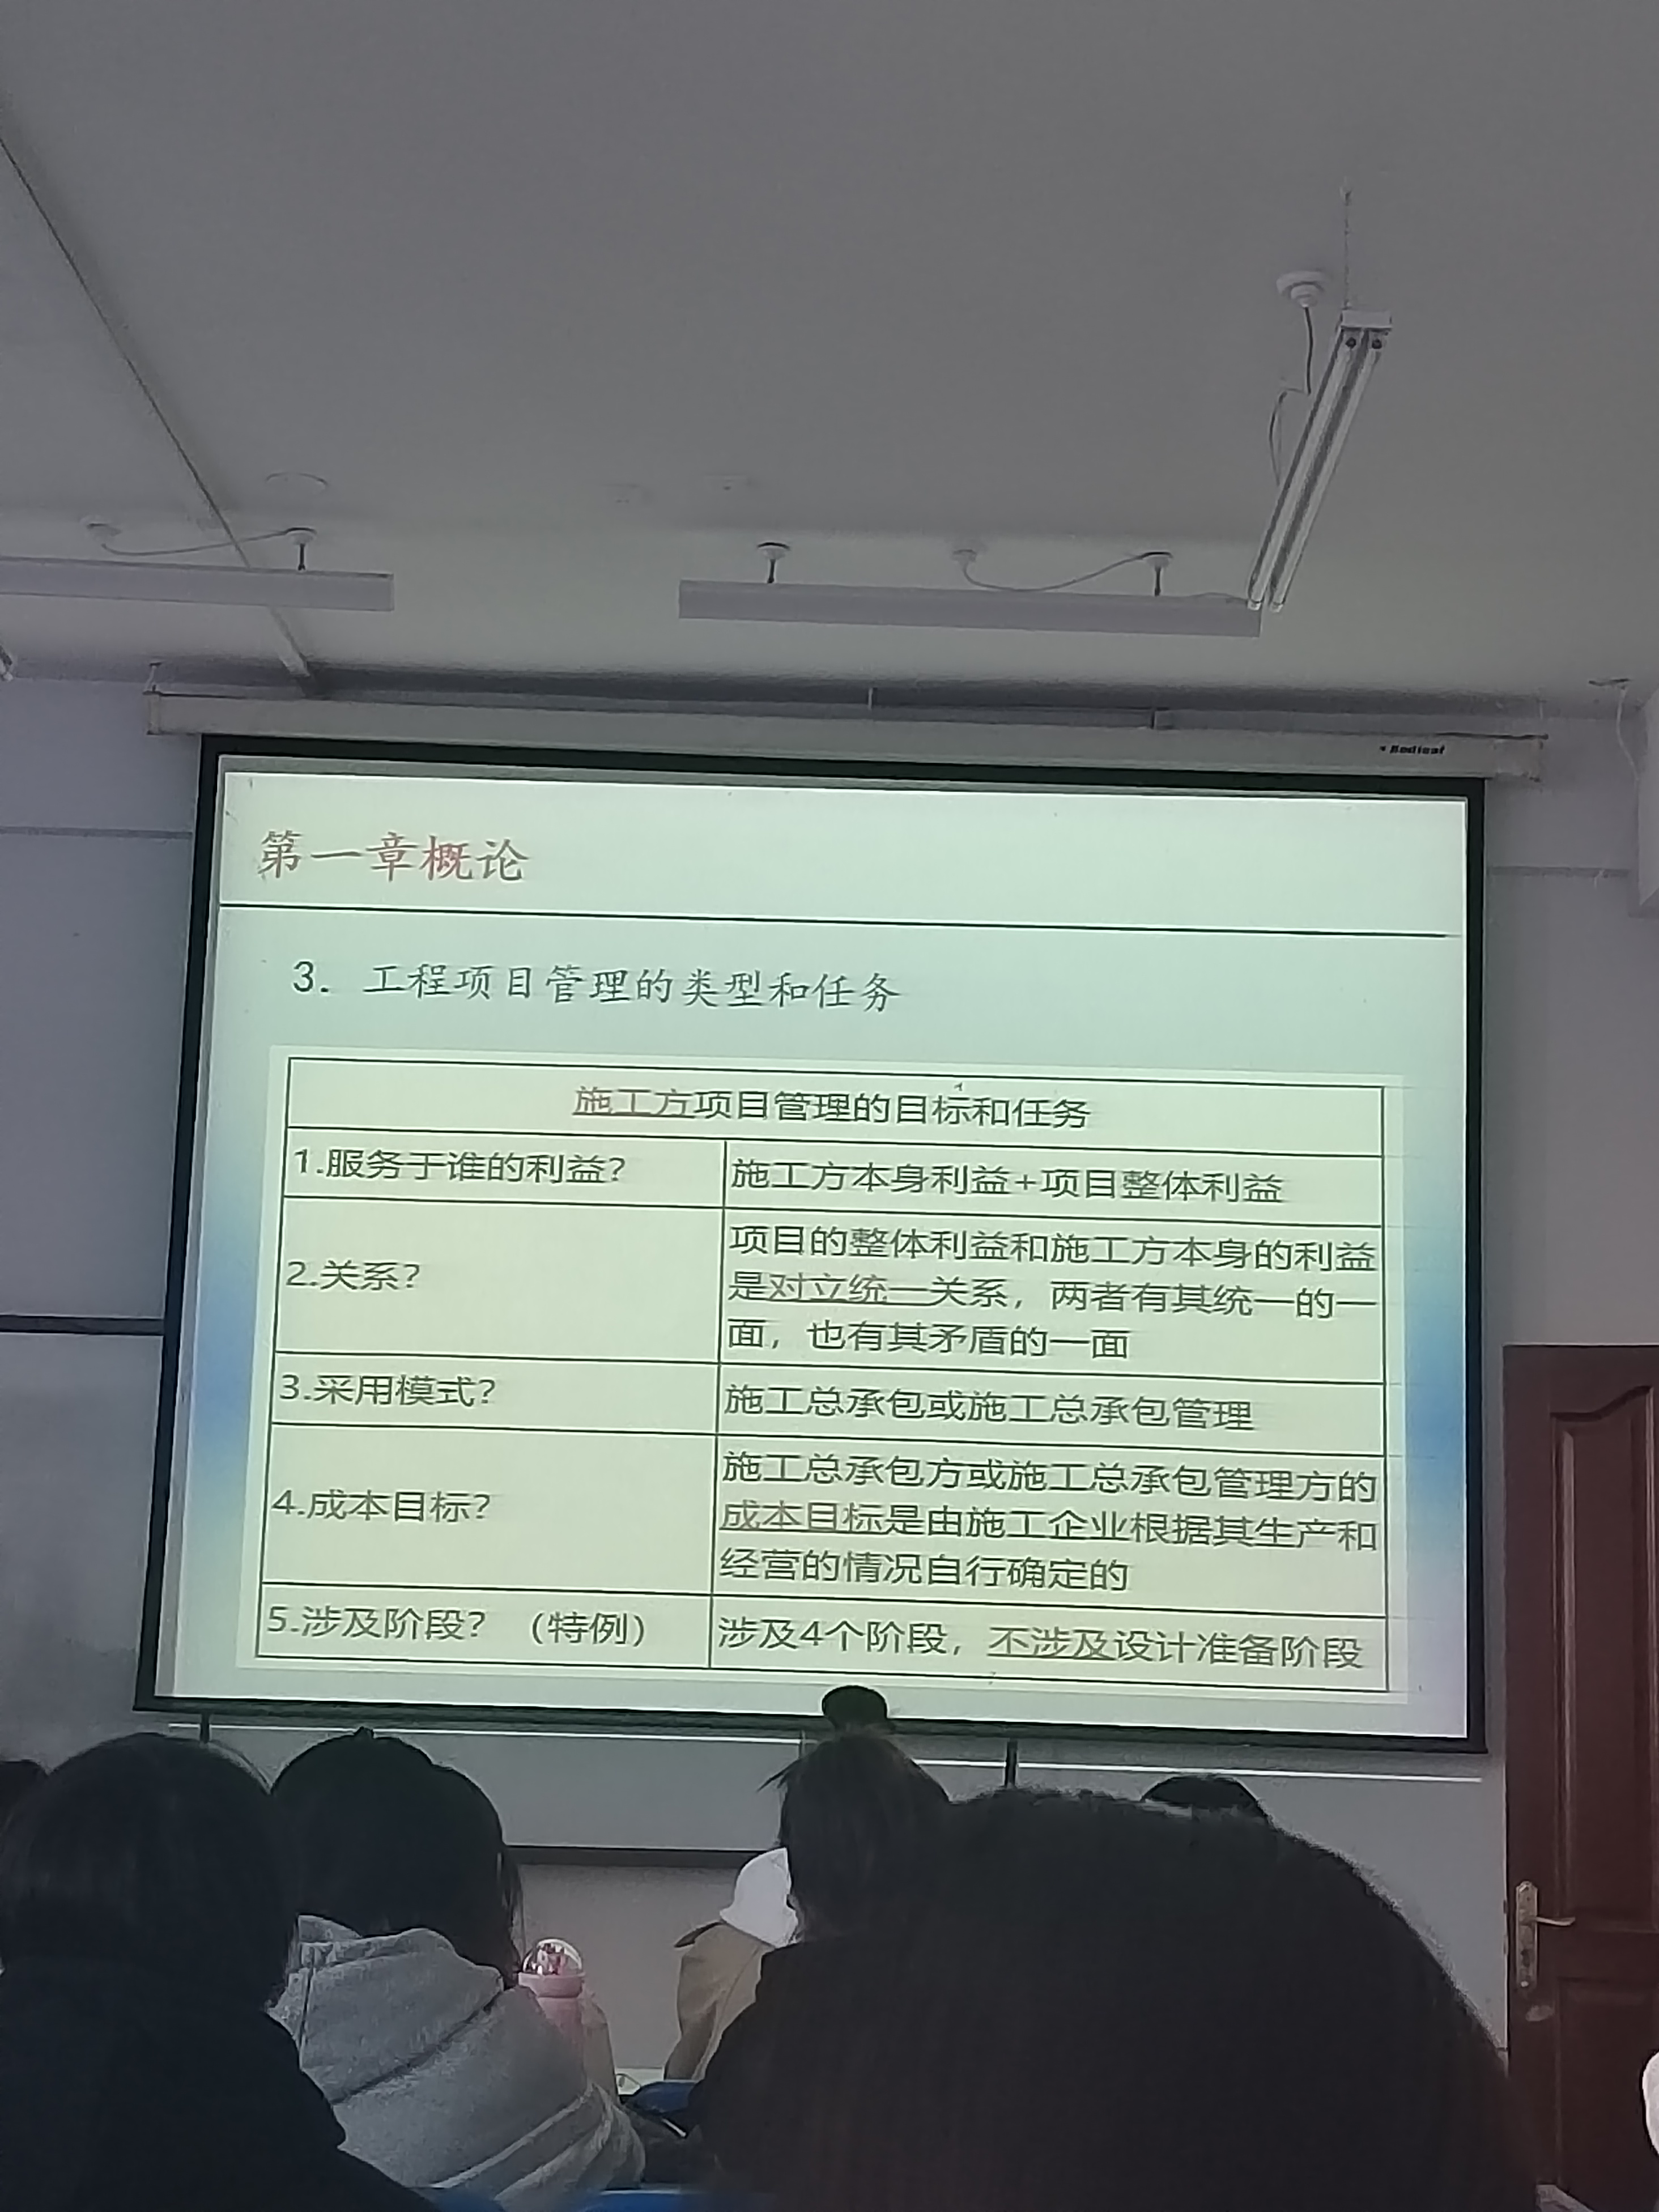 第一章概论
3. 工程项目管理的类型和任务
施工方项目管理的目标和任务
1.服务于谁的利益?
施工方本身利益+项目整体利益
2.关系?
项目的整体利益和施工方本身的利益
是对立统一关系，两者有其统一的一
面，也有其矛盾的一面
3.采用模式?
施工总承包或施工总承包管理
4.成本目标?
施工总承包方或施工总承包管理方的
成本目标是由施工企业根据其生产和
经营的情况自行确定的
5.涉及阶段? （特例）
涉及4个阶段，不涉及设计准备阶段